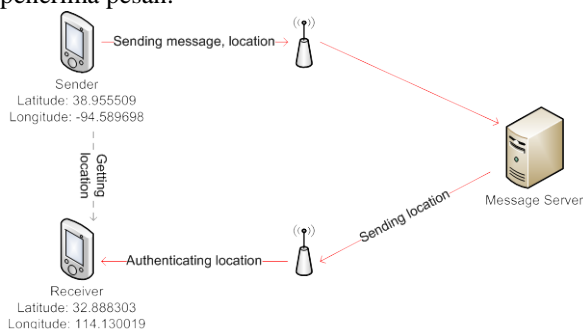 penerima pesan.
Sending message, location
Sender
Latitude: 38.955509
Longitude: -94.589698
Getting
location
Message Server
Sending location
Authenticating location
Receiver
Latitude: 32.888303
Longitude: 114.130019